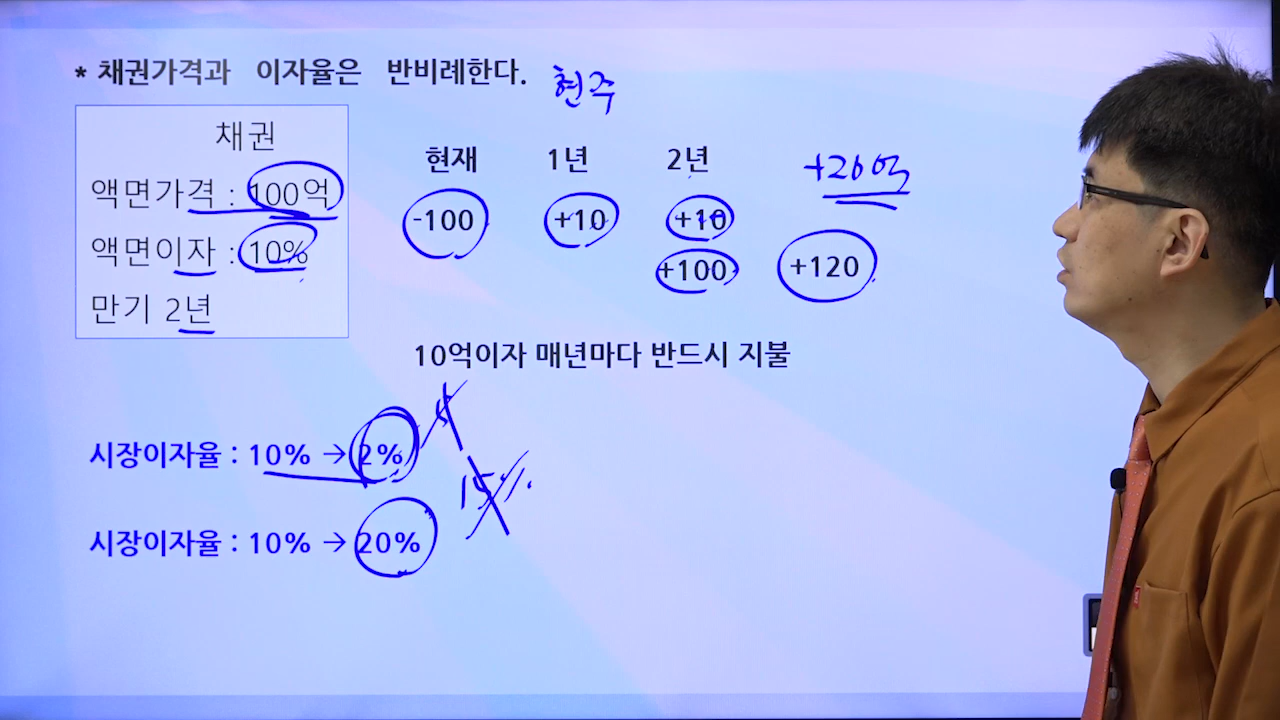 * 채권가격과 이자율은 반비례한다. 현주
채권
액면가격 : 100억
액면이자 : 10%
만기 2년
현재 1년 2년 +20억
-100 +10 +10
+100 +120
10억이자 매년마다 반드시 지불
시장이자율 : 10% → 2%
15%
시장이자율 : 10% → 20%